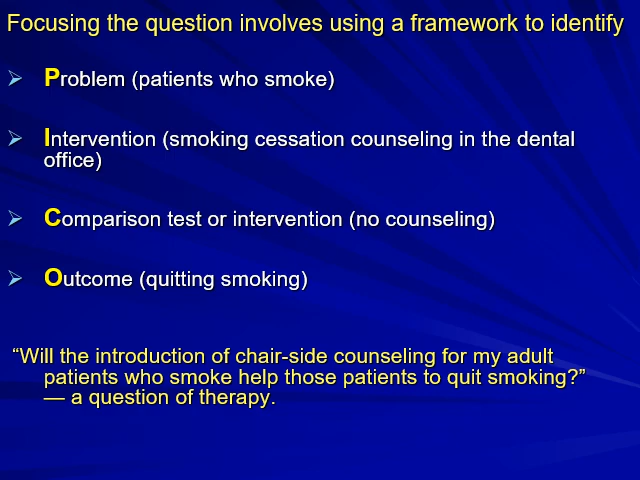 Focusing the question involves using a framework to identify
Problem (patients who smoke)
Intervention (smoking cessation counseling in the dental
office)
Comparison test or intervention (no counseling)
Outcome (quitting smoking)
“Will the introduction of chair-side counseling for my adult
patients who smoke help those patients to quit smoking?”
— a question of therapy.